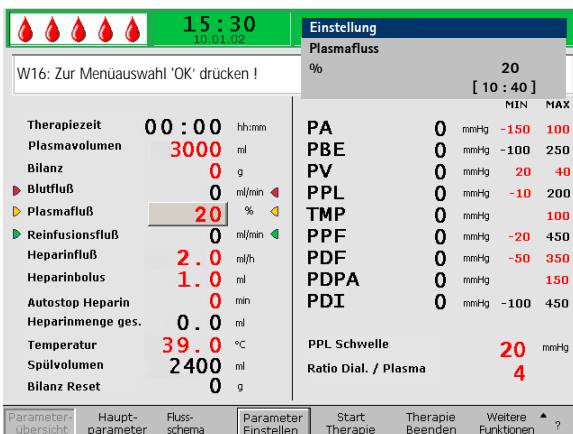 15:30
10.01.02
Einstellung
Plasmafluss
% 20
[ 10 : 40 ]
W16: Zur Menüauswahl 'OK' drücken !
MIN MAX
Therapiezeit 00:00 hh:mm
Plasmavolumen 3000 ml
Bilanz 0 g
Blutfluß 0 ml/min
Plasmafluß 20 %
Reinfusionsfluß 0 ml/min
Heparinfluß 2.0 ml/h
Heparinbolus 1.0 ml
Autostop Heparin 0 min
Heparinmenge ges. 0.0 ml
Temperatur 39.0 °C
Spülvolumen 2400 ml
Bilanz Reset 0 g
PA 0 mmHg -150 100
PBE 0 mmHg -100 250
PV 0 mmHg 20 40
PPL 0 mmHg -10 200
TMP 0 mmHg 100
PPF 0 mmHg -20 450
PDF 0 mmHg -50 350
PDPA 0 mmHg 150
PDI 0 mmHg -100 450
PPL Schwelle 20 mmHg
Ratio Dial. / Plasma 4
Parameter-
übersicht
Haupt-
parameter
Fluss-
schema
Parameter
Einstellen
Start
Therapie
Therapie
Beenden
Weitere
Funktionen
?